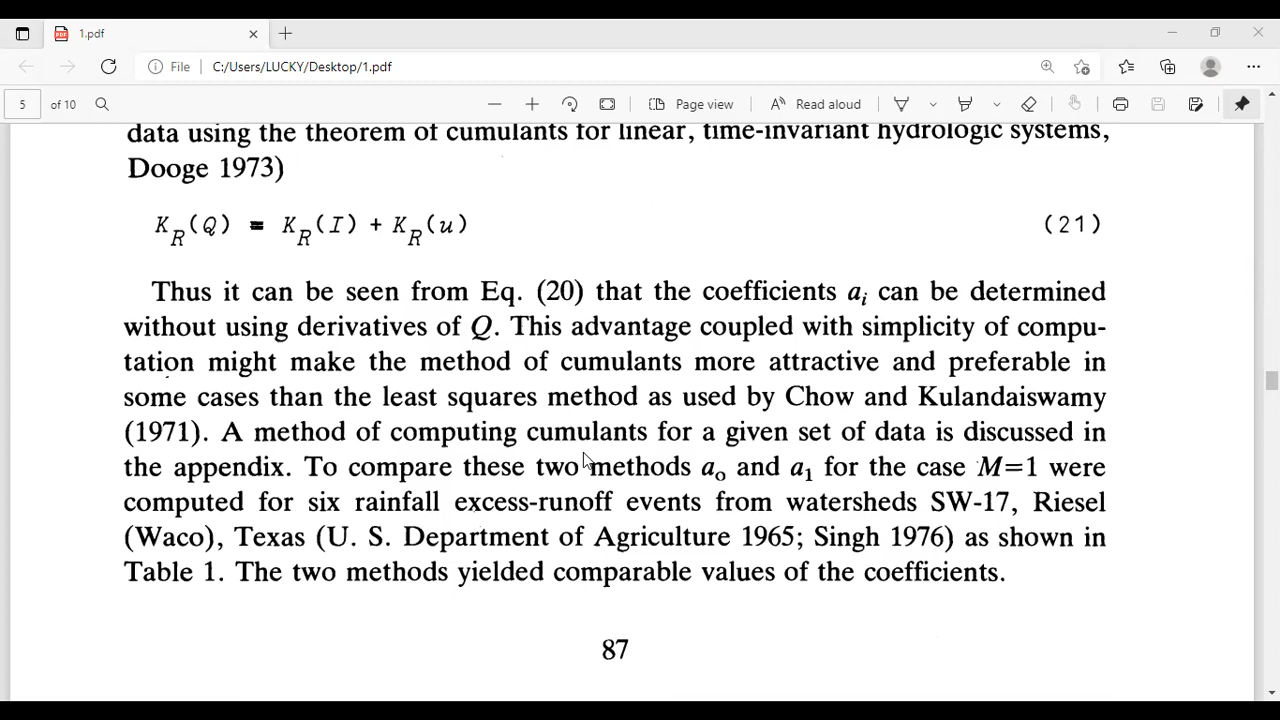 1.pdf
File
C:/Users/LUCKY/Desktop/1.pdf
5 of 10
Page view
Read aloud
data using the theorem of cumulants for linear, time-invariant hydrologic systems,
Dooge 1973)
K_R(Q) = K_R(I) + K_R(u) (21)
Thus it can be seen from Eq. (20) that the coefficients a_i can be determined
without using derivatives of Q. This advantage coupled with simplicity of compu-
tation might make the method of cumulants more attractive and preferable in
some cases than the least squares method as used by Chow and Kulandaiswamy
(1971). A method of computing cumulants for a given set of data is discussed in
the appendix. To compare these two methods a_o and a_1 for the case M=1 were
computed for six rainfall excess-runoff events from watersheds SW-17, Riesel
(Waco), Texas (U. S. Department of Agriculture 1965; Singh 1976) as shown in
Table 1. The two methods yielded comparable values of the coefficients.
87